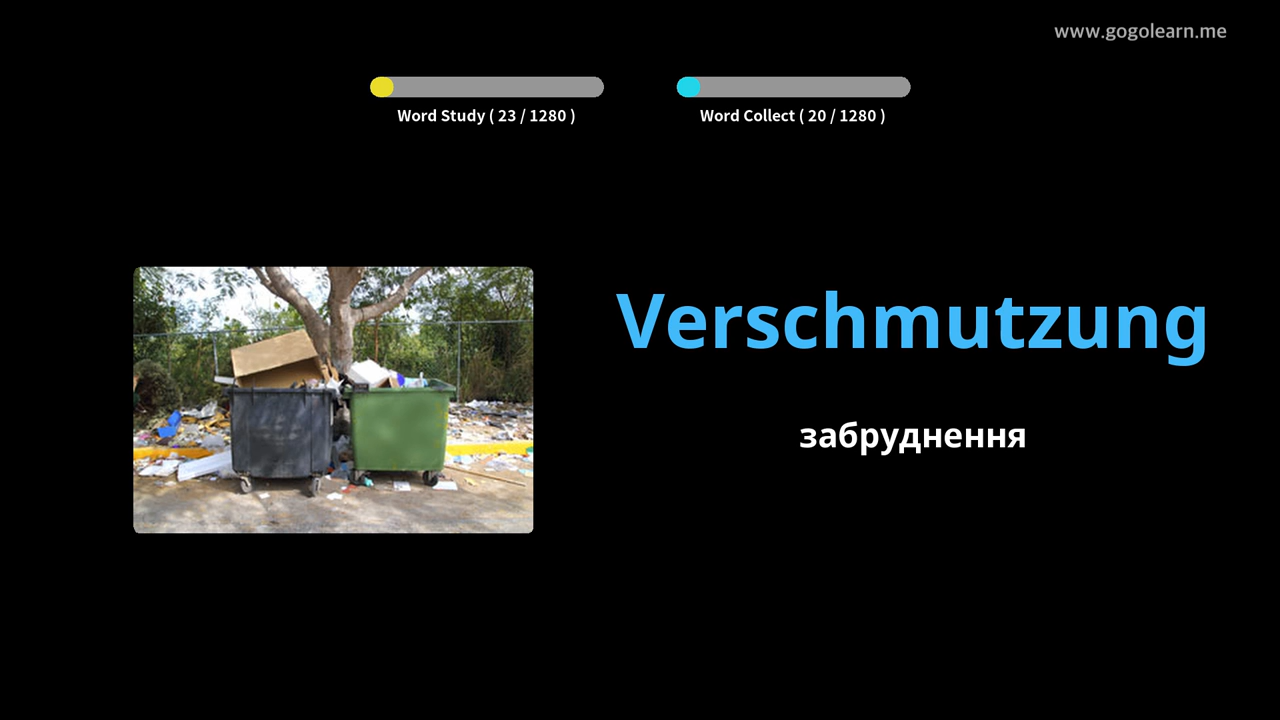 www.gogolearn.me
Word Study ( 23 / 1280 )
Word Collect ( 20 / 1280 )
Verschmutzung
забруднення